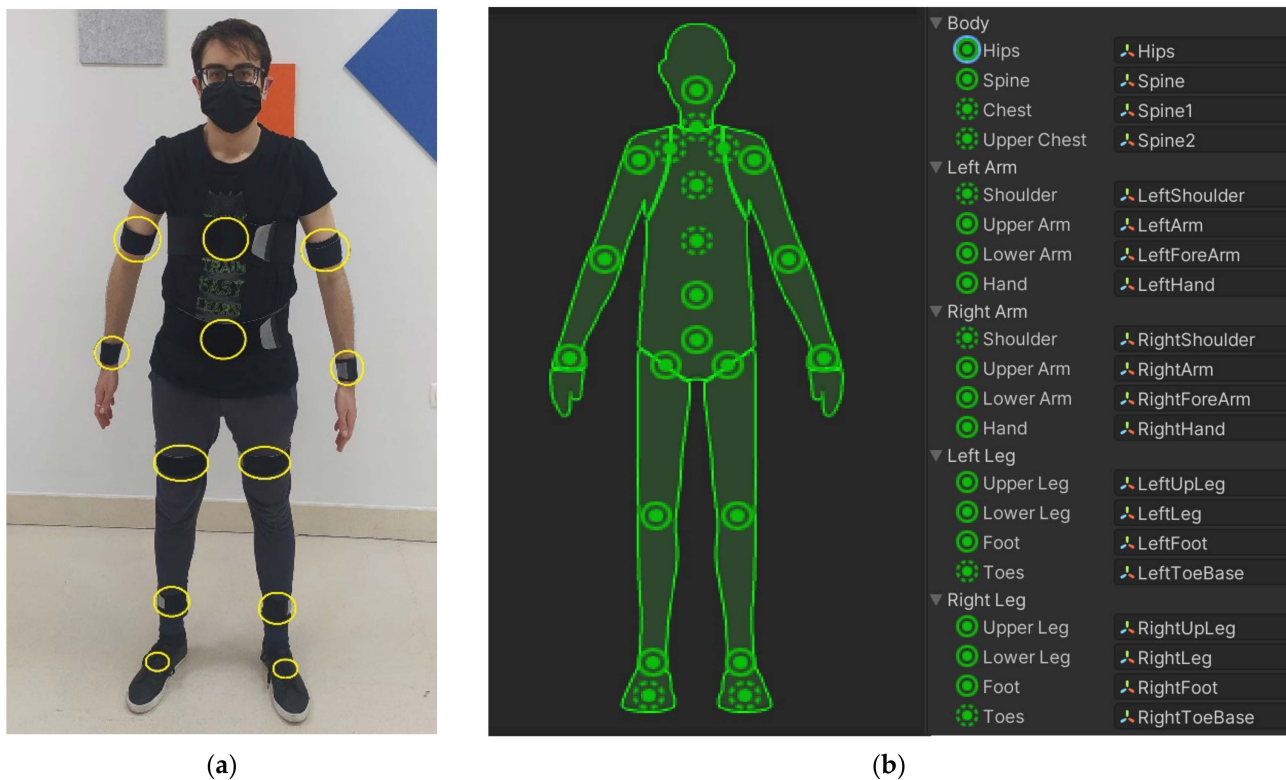 TRAIN
EASY
Body
Hips Hips
Spine Spine
Chest Spine1
Upper Chest Spine2
Left Arm
Shoulder LeftShoulder
Upper Arm LeftArm
Lower Arm LeftForeArm
Hand LeftHand
Right Arm
Shoulder RightShoulder
Upper Arm RightArm
Lower Arm RightForeArm
Hand RightHand
Left Leg
Upper Leg LeftUpLeg
Lower Leg LeftLeg
Foot LeftFoot
Toes LeftToeBase
Right Leg
Upper Leg RightUpLeg
Lower Leg RightLeg
Foot RightFoot
Toes RightToeBase
(a)
(b)